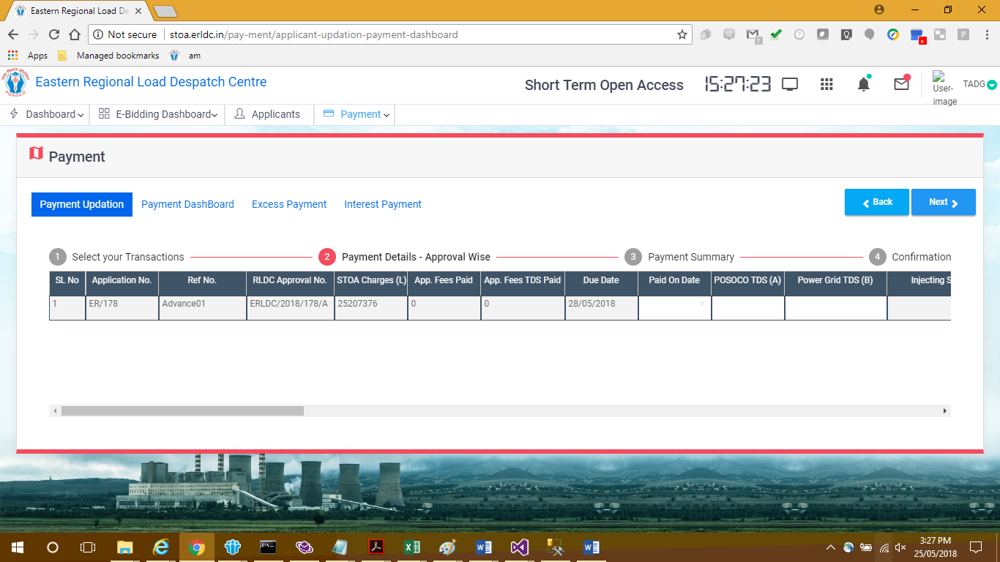 Eastern Regional Load De
Not secure | stoa.erldc.in/pay-ment/applicant-updation-payment-dashboard
Apps Managed bookmarks am
Eastern Regional Load Despatch Centre
Short Term Open Access 15:27:23 User-image TADG
POSOCO
Dashboard E-Bidding Dashboard Applicants Payment
Payment
Payment Updation Payment DashBoard Excess Payment Interest Payment Back Next
1 Select your Transactions 2 Payment Details - Approval Wise 3 Payment Summary 4 Confirmation
SL No Application No. Ref No. RLDC Approval No. STOA Charges (L) App. Fees Paid App. Fees TDS Paid Due Date Paid On Date POSOCO TDS (A) Power Grid TDS (B) Injecting S
1 ER/178 Advance01 ERLDC/2018/178/A 25207376 0 0 28/05/2018
3:27 PM
25/05/2018